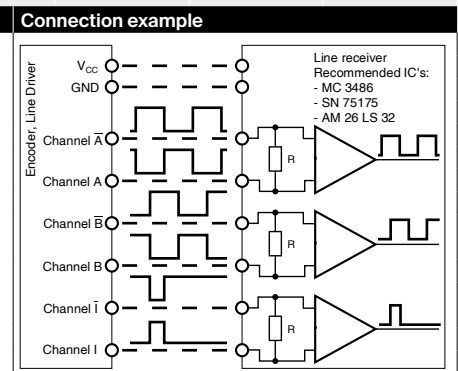 Connection example
Encoder, Line Driver
V_CC
GND
Channel A̅
Channel A
Channel B̅
Channel B
Channel I̅
Channel I
Line receiver
Recommended IC's:
- MC 3486
- SN 75175
- AM 26 LS 32
R
R
R